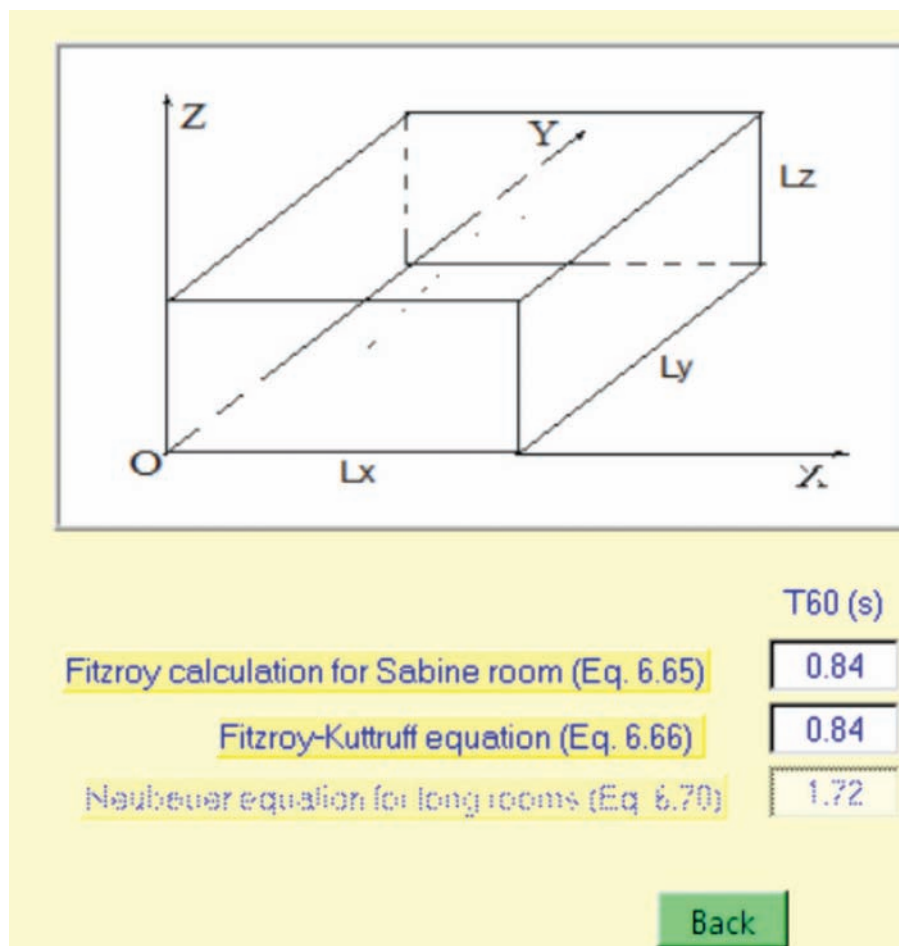 Z
Y
Lz
Ly
O
Lx
X
T60 (s)
Fitzroy calculation for Sabine room (Eq. 6.65)
0.84
Fitzroy-Kuttruff equation (Eq. 6.66)
0.84
Neubeuer equation for long rooms (Eq. 6.70)
1.72
Back